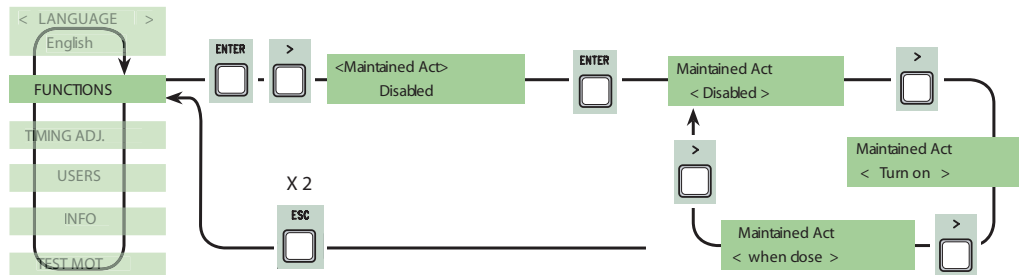 < LANGUAGE >
English
FUNCTIONS
TIMING ADJ.
USERS
INFO
TEST MOT
ENTER
>
<Maintained Act>
Disabled
ENTER
Maintained Act
< Disabled >
>
Maintained Act
< Turn on >
>
Maintained Act
< when close >
>
X 2
ESC